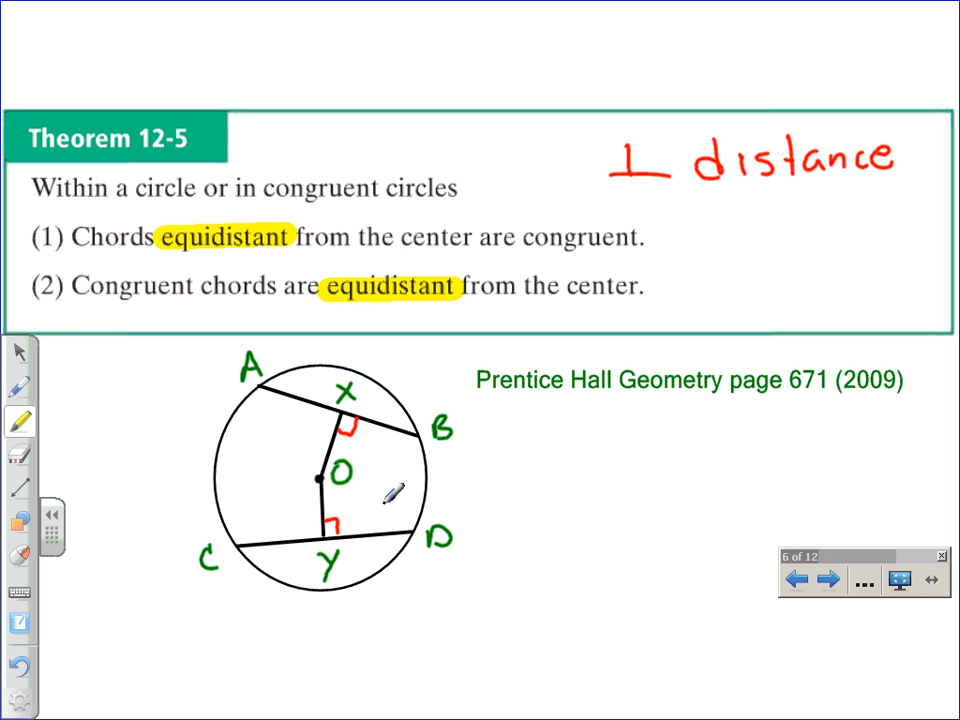 Theorem 12-5
⊥ distance
Within a circle or in congruent circles
(1) Chords equidistant from the center are congruent.
(2) Congruent chords are equidistant from the center.
A
X
Prentice Hall Geometry page 671 (2009)
B
O
C
Y
D
6 of 12
...